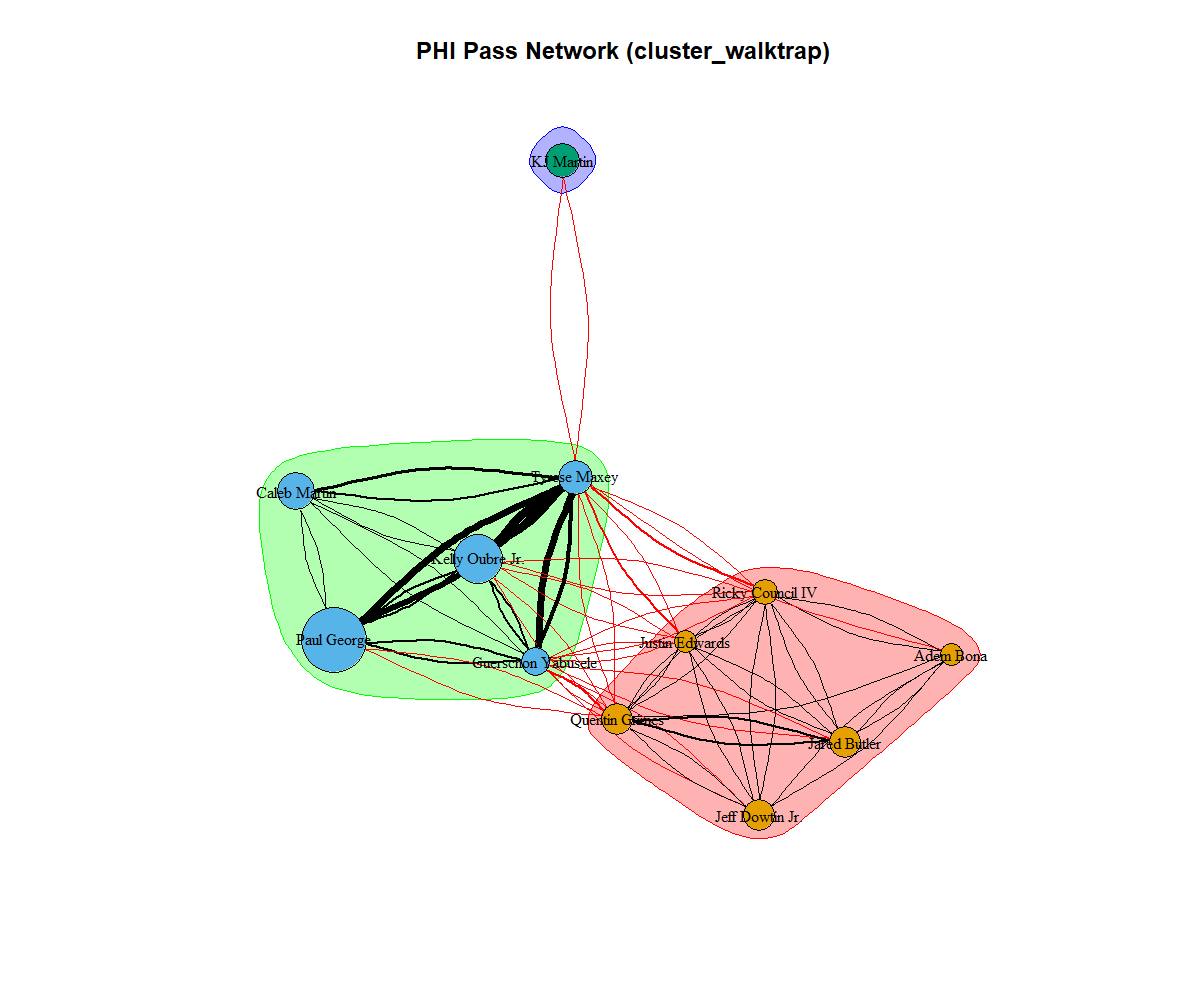 PHI Pass Network (cluster_walktrap)
KJ Martin
Tyrese Maxey
Caleb Martin
Kelly Oubre Jr.
Ricky Council IV
Paul George
Justin Edwards
Adem Bona
Guerschon Yabusele
Quentin Grimes
Jared Butler
Jeff Dowtin Jr.